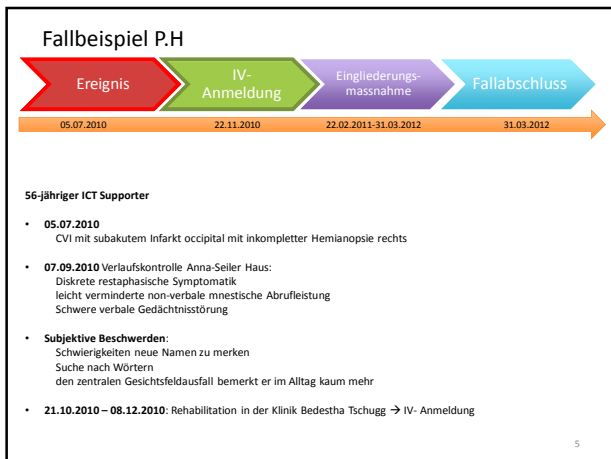 Fallbeispiel P.H
Ereignis
IV-
Anmeldung
Eingliederungs-
massnahme
Fallabschluss
05.07.2010
22.11.2010
22.02.2011-31.03.2012
31.03.2012
56-jähriger ICT Supporter
• 05.07.2010
CVI mit subakutem Infarkt occipital mit inkompletter Hemianopsie rechts
• 07.09.2010 Verlaufskontrolle Anna-Seiler Haus:
Diskrete restaphasische Symptomatik
leicht verminderte non-verbale mnestische Abrufleistung
Schwere verbale Gedächtnisstörung
• Subjektive Beschwerden:
Schwierigkeiten neue Namen zu merken
Suche nach Wörtern
den zentralen Gesichtsfeldausfall bemerkt er im Alltag kaum mehr
• 21.10.2010 – 08.12.2010: Rehabilitation in der Klinik Bedestha Tschugg → IV- Anmeldung
5